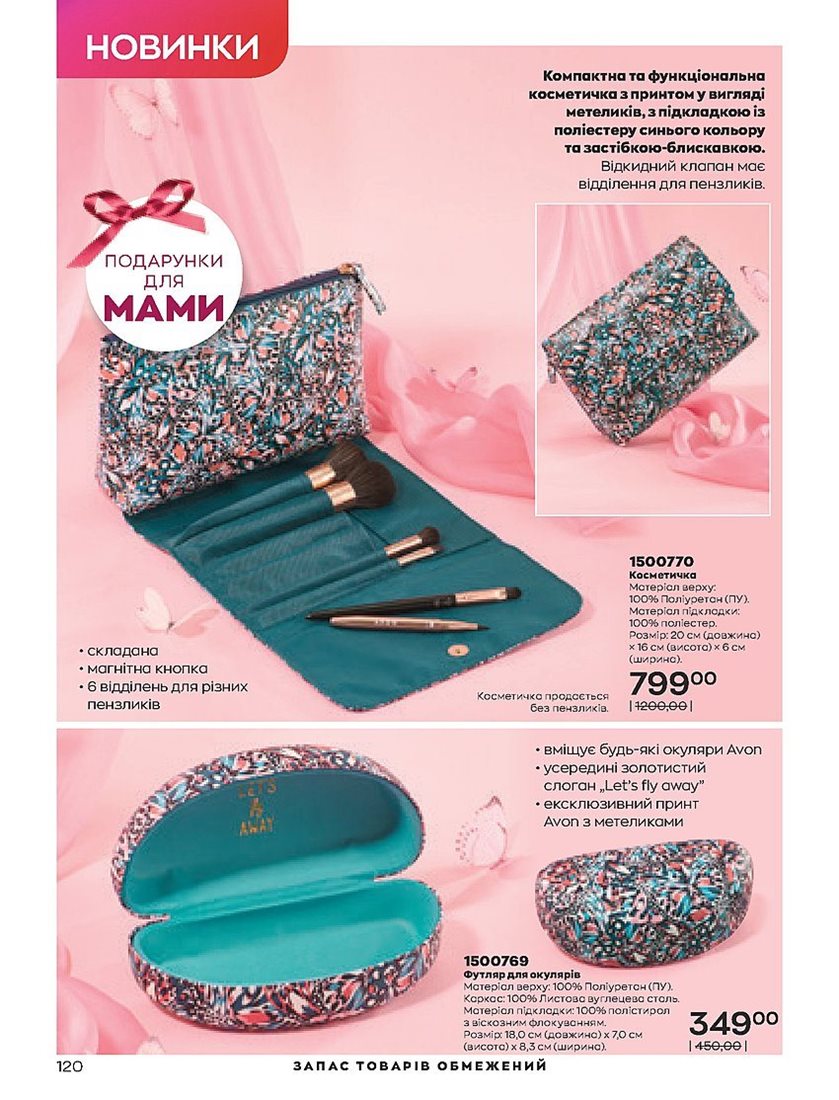 НОВИНКИ
Компактна та функціональна
косметичка з принтом у вигляді
метеликів, з підкладкою із
поліестеру синього кольору
та застібкою-блискавкою.
Відкидний клапан має
відділення для пензликів.
ПОДАРУНКИ
ДЛЯ
МАМИ
1500770
Косметичка
Матеріал верху:
100% Поліуретан (ПУ).
Матеріал підкладки:
100% поліестер.
Розмір: 20 см (довжина)
× 16 см (висота) × 6 см
(ширина).
79900
|1200,00|
• складана
• магнітна кнопка
• 6 відділень для різних
пензликів
Косметичка продається
без пензликів.
• вміщує будь-які окуляри Avon
• усередині золотистий
слоган „Let's fly away”
• ексклюзивний принт
Avon з метеликами
LET'S
AWAY
1500769
Футляр для окулярів
Матеріал верху: 100% Поліуретан (ПУ).
Каркас: 100% Листова вуглецева сталь.
Матеріал підкладки: 100% полістирол
з віскозним флокуванням.
Розмір: 18,0 см (довжина) x 7,0 см
(висота) x 8,3 см (ширина).
34900
|450,00|
120
ЗАПАС ТОВАРІВ ОБМЕЖЕНИЙ